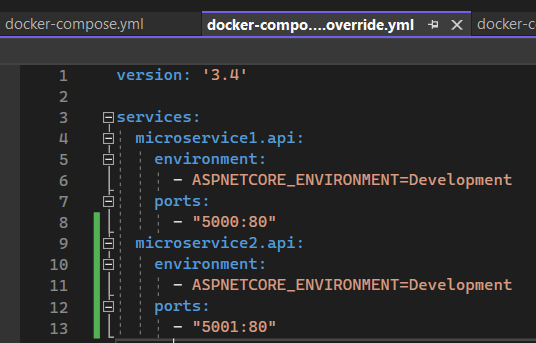 docker-compose.yml
docker-compo....override.yml
docker-c
1 version: '3.4'
2
3 services:
4 microservice1.api:
5 environment:
6 - ASPNETCORE_ENVIRONMENT=Development
7 ports:
8 - "5000:80"
9 microservice2.api:
10 environment:
11 - ASPNETCORE_ENVIRONMENT=Development
12 ports:
13 - "5001:80"